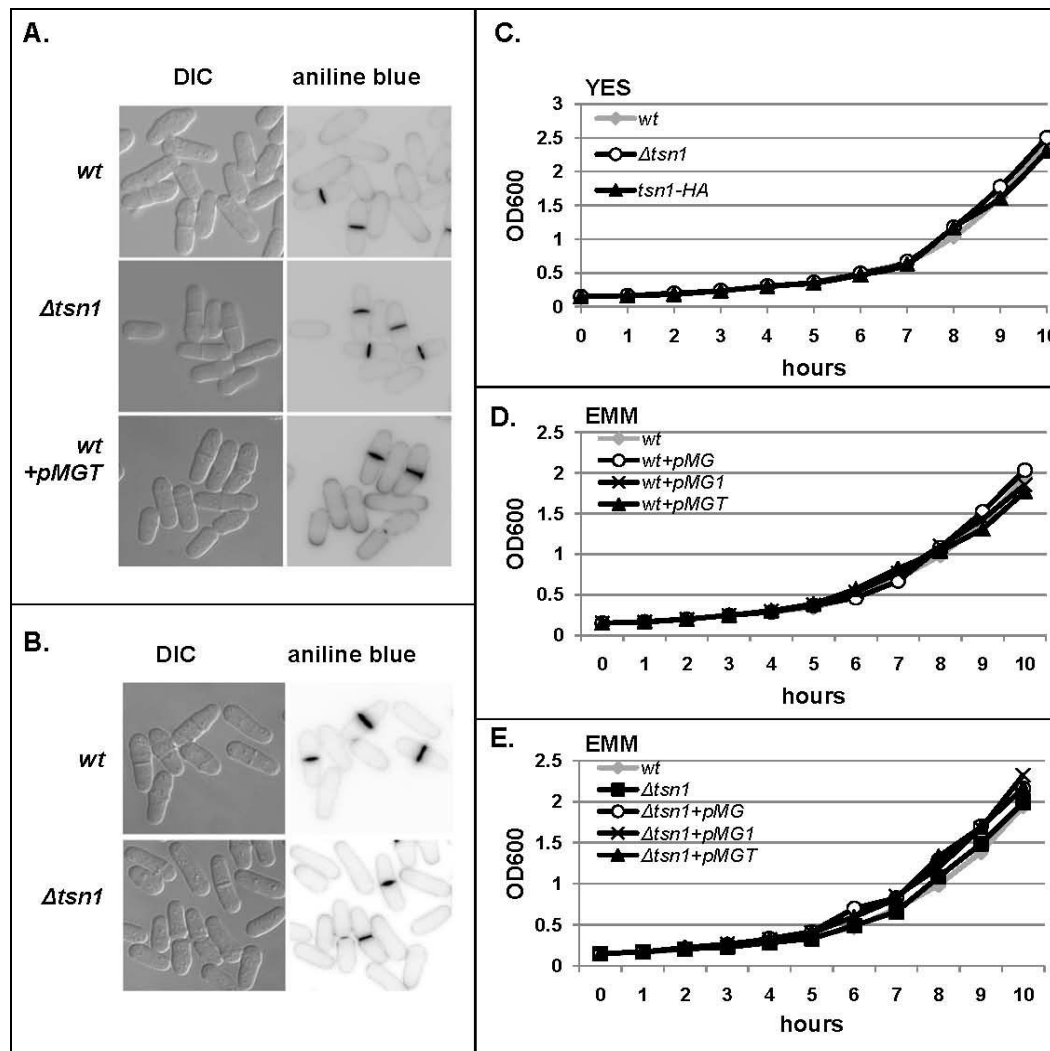 A.
DIC aniline blue
wt
Δtsn1
wt
+pMGT
B.
DIC aniline blue
wt
Δtsn1
C.
YES
wt
Δtsn1
tsn1-HA
OD600
3
2.5
2
1.5
1
0.5
0
0 1 2 3 4 5 6 7 8 9 10
hours
D.
EMM
wt
wt+pMG
wt+pMG1
wt+pMGT
OD600
2.5
2
1.5
1
0.5
0
0 1 2 3 4 5 6 7 8 9 10
hours
E.
EMM
wt
Δtsn1
Δtsn1+pMG
Δtsn1+pMG1
Δtsn1+pMGT
OD600
2.5
2
1.5
1
0.5
0
0 1 2 3 4 5 6 7 8 9 10
hours